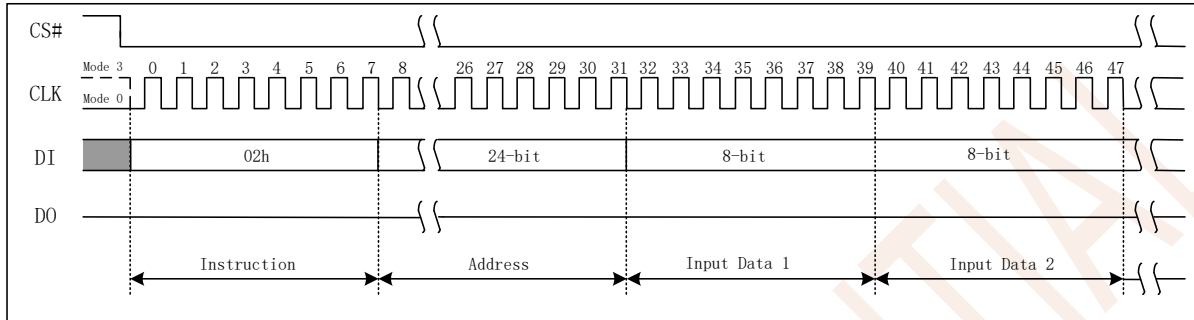 CS#
Mode 3
0 1 2 3 4 5 6 7 8 26 27 28 29 30 31 32 33 34 35 36 37 38 39 40 41 42 43 44 45 46 47
CLK
Mode 0
DI 02h 24-bit 8-bit 8-bit
DO
Instruction Address Input Data 1 Input Data 2